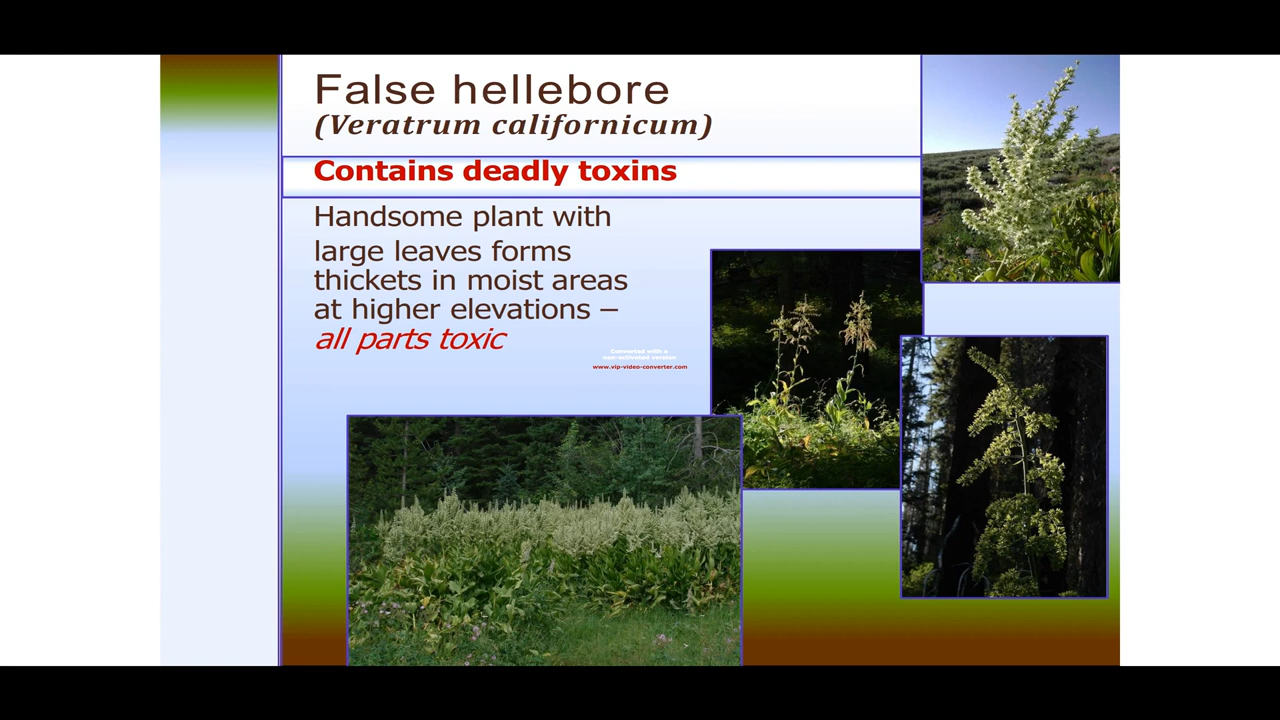 False hellebore
(Veratrum californicum)
Contains deadly toxins
Handsome plant with
large leaves forms
thickets in moist areas
at higher elevations –
all parts toxic
Converted with a
non-activated version
www.vip-video-converter.com